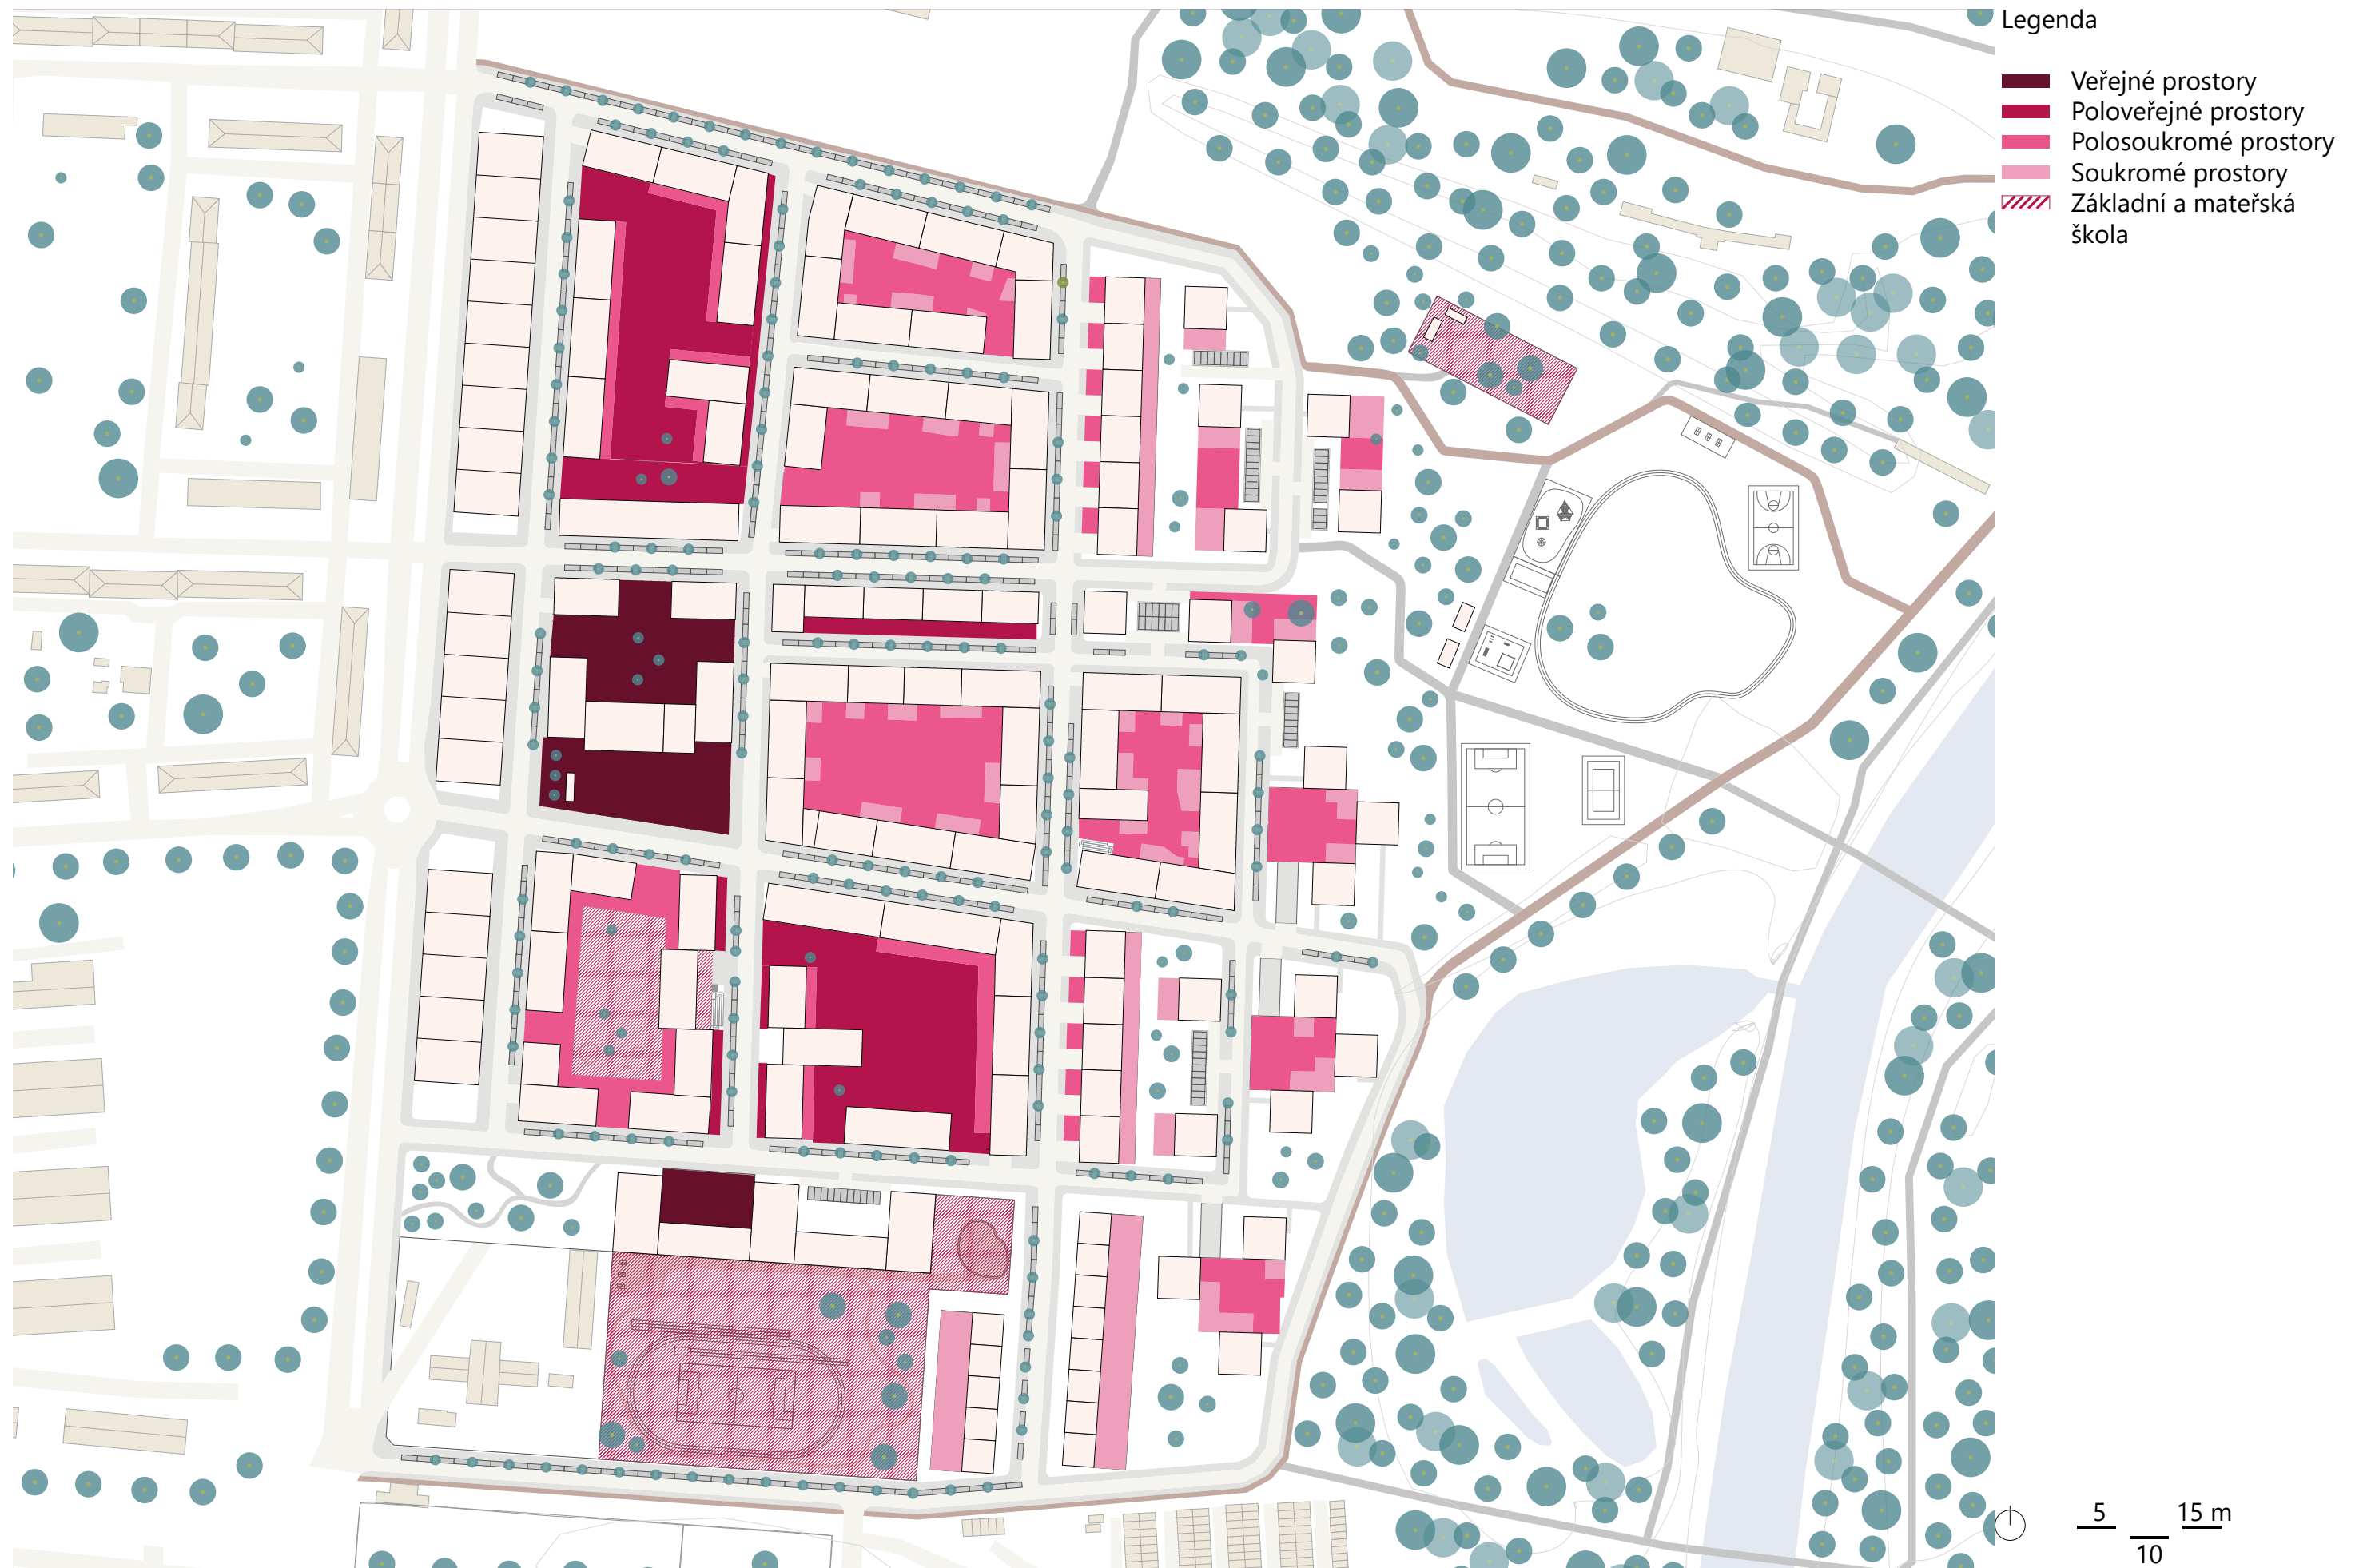 Legenda
Veřejné prostory
Poloveřejné prostory
Polosoukromé prostory
Soukromé prostory
Základní a mateřská
škola
5 15 m
10